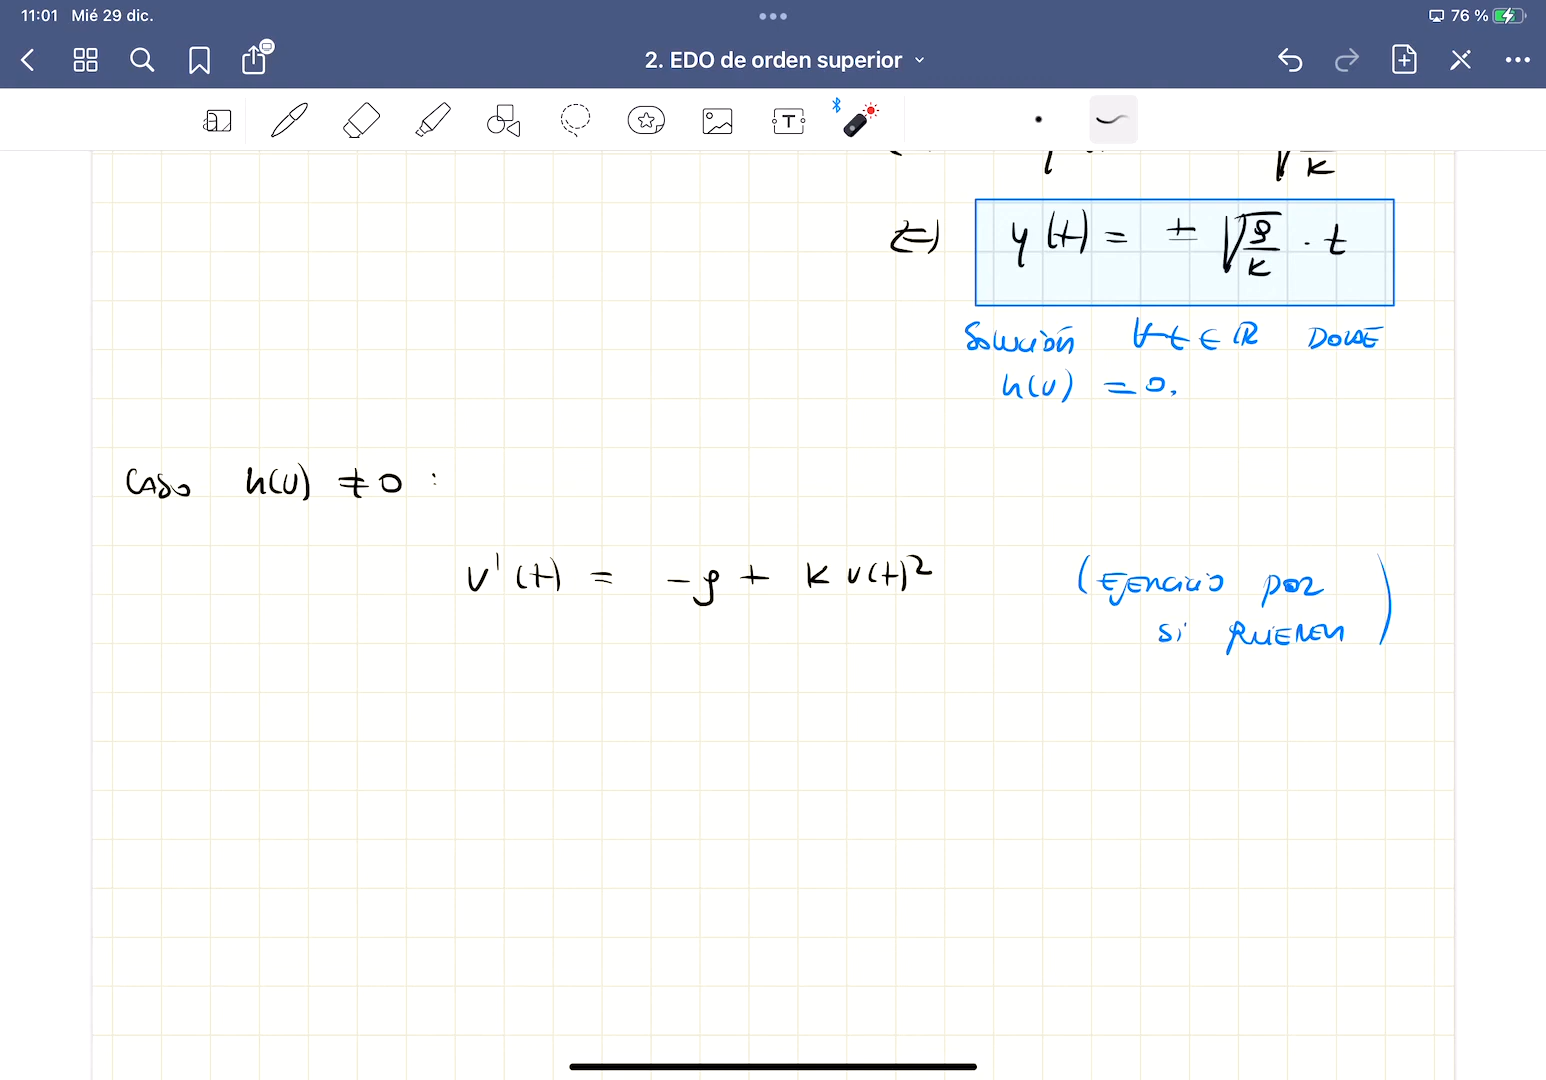 11:01 Mié 29 dic.
76 %
2. EDO de orden superior
T
k
y(t) = ± √(g/k) · t
Solución ∀t ∈ ℝ DONDE
h(v) = 0.
CASO h(v) ≠ 0 :
v'(t) = -g + k v(t)²
(EJERCICIO POR
SI QUIEREN)